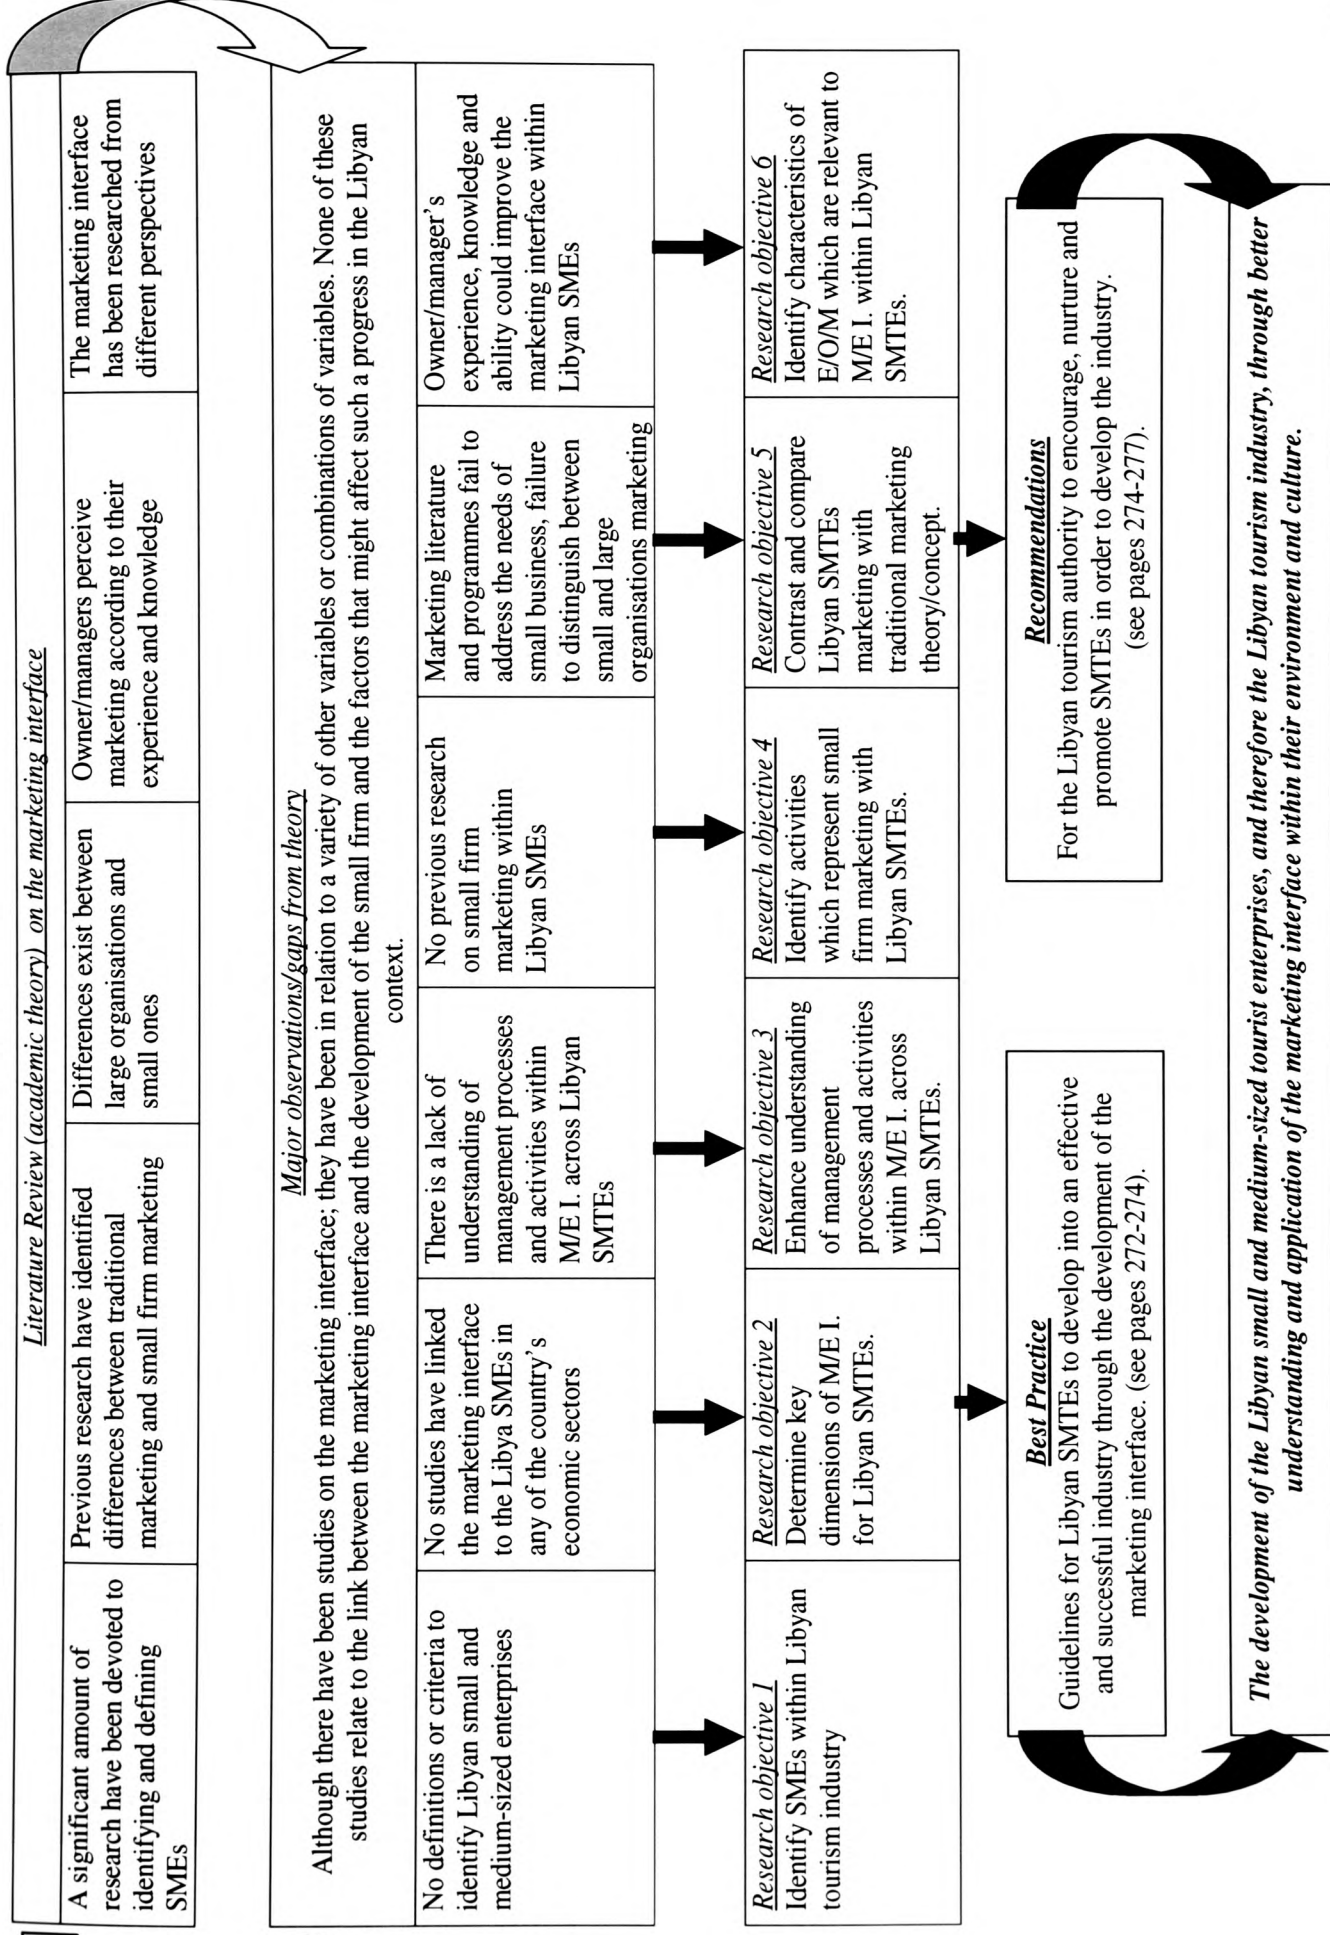 Literature Review (academic theory) on the marketing interface
A significant amount of
research have been devoted to
identifying and defining
SMEs
Previous research have identified
differences between traditional
marketing and small firm marketing
Differences exist between
large organisations and
small ones
Owner/managers perceive
marketing according to their
experience and knowledge
The marketing interface
has been researched from
different perspectives
Major observations/gaps from theory
Although there have been studies on the marketing interface; they have been in relation to a variety of other variables or combinations of variables. None of these
studies relate to the link between the marketing interface and the development of the small firm and the factors that might affect such a progress in the Libyan
context.
No definitions or criteria to
identify Libyan small and
medium-sized enterprises
No studies have linked
the marketing interface
to the Libya SMEs in
any of the country's
economic sectors
There is a lack of
understanding of
management processes
and activities within
M/E I. across Libyan
SMTEs
No previous research
on small firm
marketing within
Libyan SMEs
Marketing literature
and programmes fail to
address the needs of
small business, failure
to distinguish between
small and large
organisations marketing
Owner/manager's
experience, knowledge and
ability could improve the
marketing interface within
Libyan SMEs
Research objective 1
Identify SMEs within Libyan
tourism industry
Research objective 2
Determine key
dimensions of M/E I.
for Libyan SMTEs.
Research objective 3
Enhance understanding
of management
processes and activities
within M/E I. across
Libyan SMTEs.
Research objective 4
Identify activities
which represent small
firm marketing with
Libyan SMTEs.
Research objective 5
Contrast and compare
Libyan SMTEs
marketing with
traditional marketing
theory/concept.
Research objective 6
Identify characteristics of
E/O/M which are relevant to
M/E I. within Libyan
SMTEs.
Best Practice
Guidelines for Libyan SMTEs to develop into an effective
and successful industry through the development of the
marketing interface. (see pages 272-274).
Recommendations
For the Libyan tourism authority to encourage, nurture and
promote SMTEs in order to develop the industry.
(see pages 274-277).
The development of the Libyan small and medium-sized tourist enterprises, and therefore the Libyan tourism industry, through better
understanding and application of the marketing interface within their environment and culture.